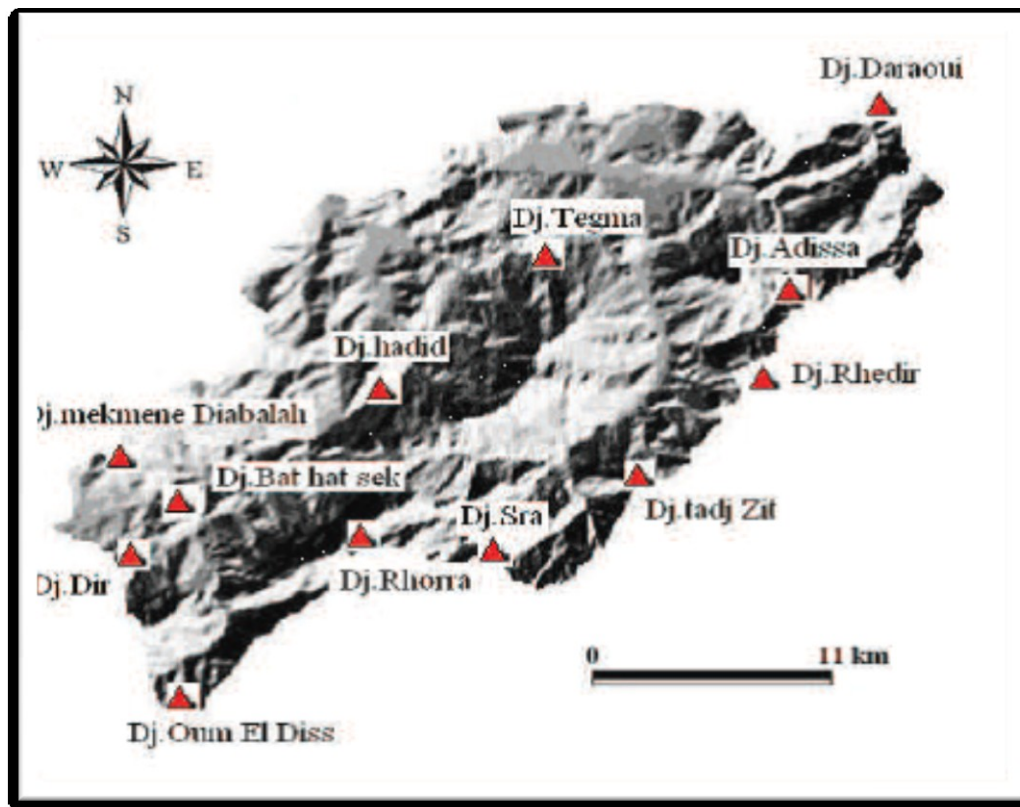 Dj.Daraoui
N
W E
S
Dj.Tegma
Dj.Adissa
Dj.hadid
Dj.Rhedir
Dj.mekmene Diabalah
Dj.Bat hat sek
Dj.Sra
Dj.tadj Zit
Dj.Dir
Dj.Rhorra
0 11 km
Dj.Oum El Diss